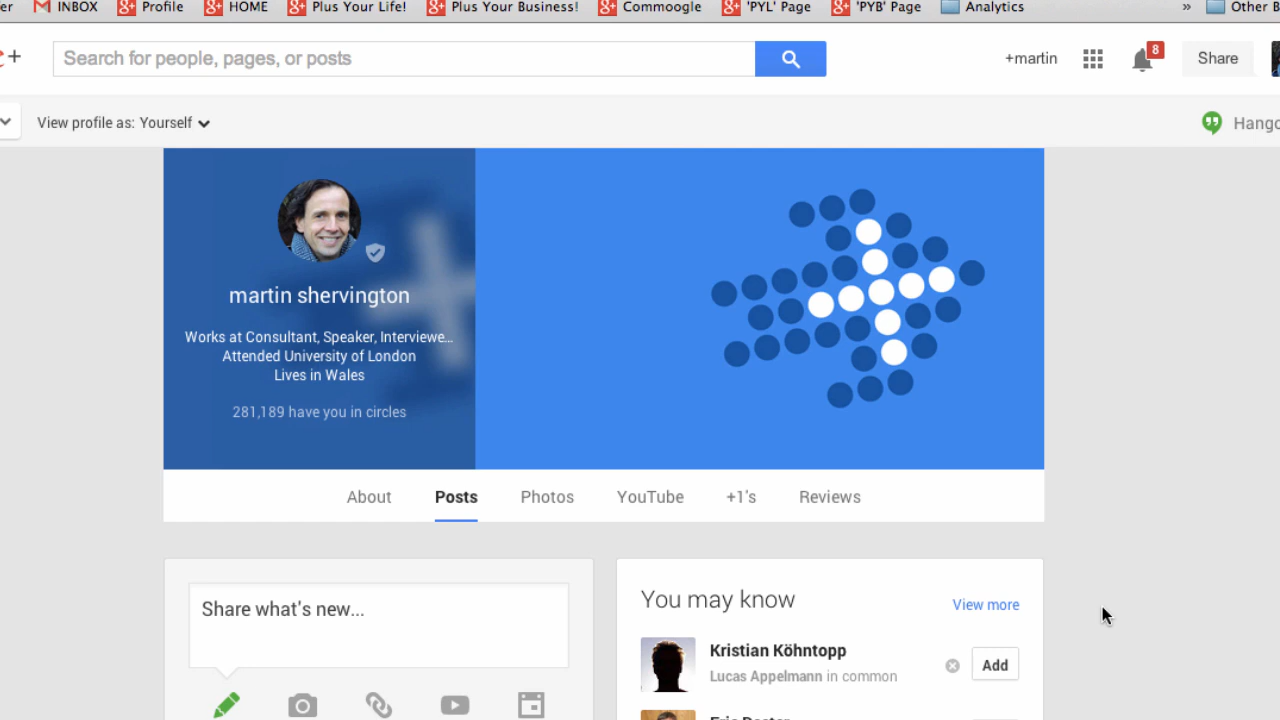 INBOX Profile HOME Plus Your Life! Plus Your Business! Commoogle 'PYL' Page 'PYB' Page Analytics » Other B
+ Search for people, pages, or posts +martin 8 Share
View profile as: Yourself Hango
martin shervington
Works at Consultant, Speaker, Interviewe...
Attended University of London
Lives in Wales
281,189 have you in circles
About Posts Photos YouTube +1's Reviews
Share what's new...
You may know View more
Kristian Köhntopp
Lucas Appelmann in common Add